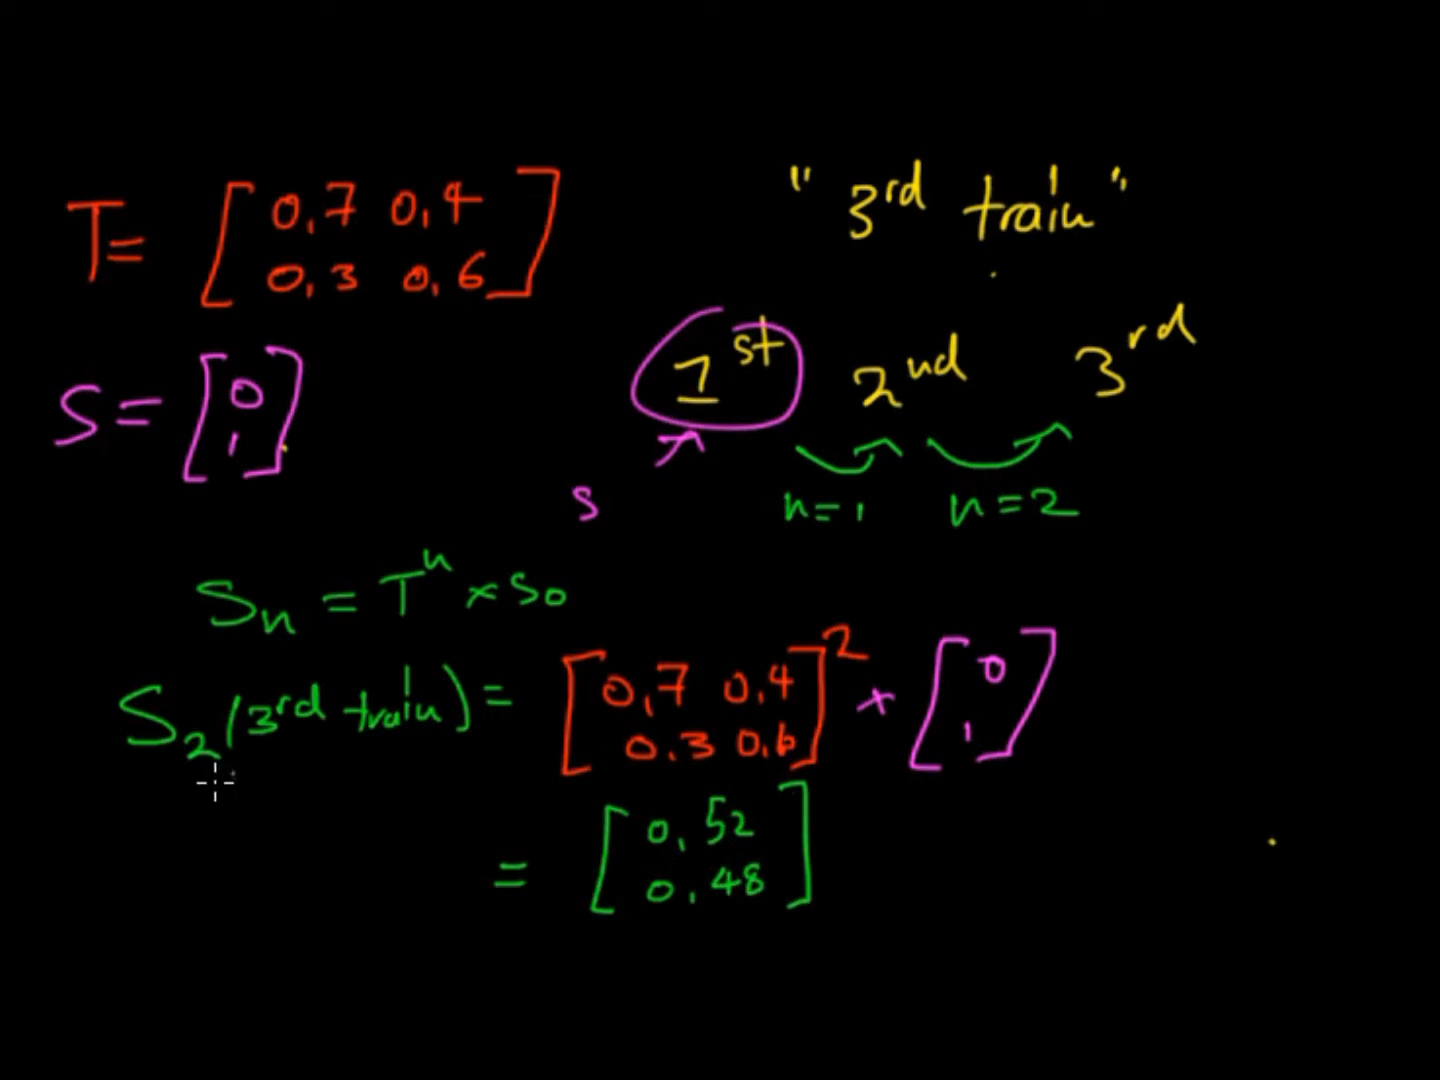 T= [0,7 0,4
0,3 0,6]
"3rd train"
S = [0
1]
1st 2nd 3rd
s
n=1 n=2
Sn = T^n × S0
S2 (3rd train) = [0,7 0,4
0.3 0.6]^2 × [0
1]
= [0,52
0,48]